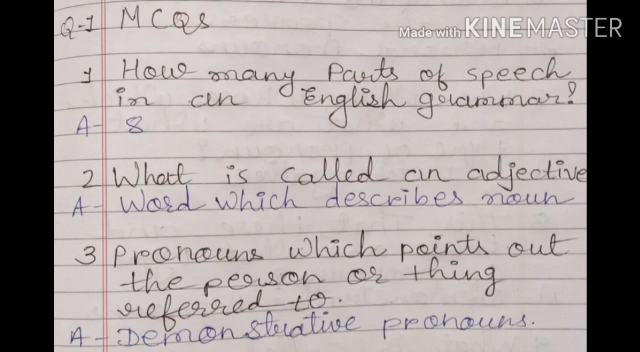 Made with KINEMASTER
Q-1 MCQs
1 How many Parts of speech
in an English grammar?
A- 8
2 What is called an adjective
A- Word which describes noun
3 Pronouns which points out
the person or thing
referred to.
A- Demonstrative pronouns.